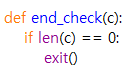 def end_check(c):
    if len(c) == 0:
        exit()